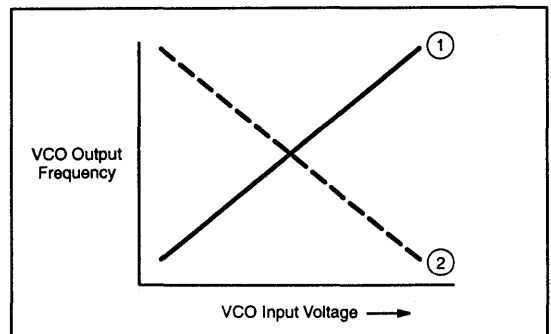 ①
VCO Output
Frequency
②
VCO Input Voltage